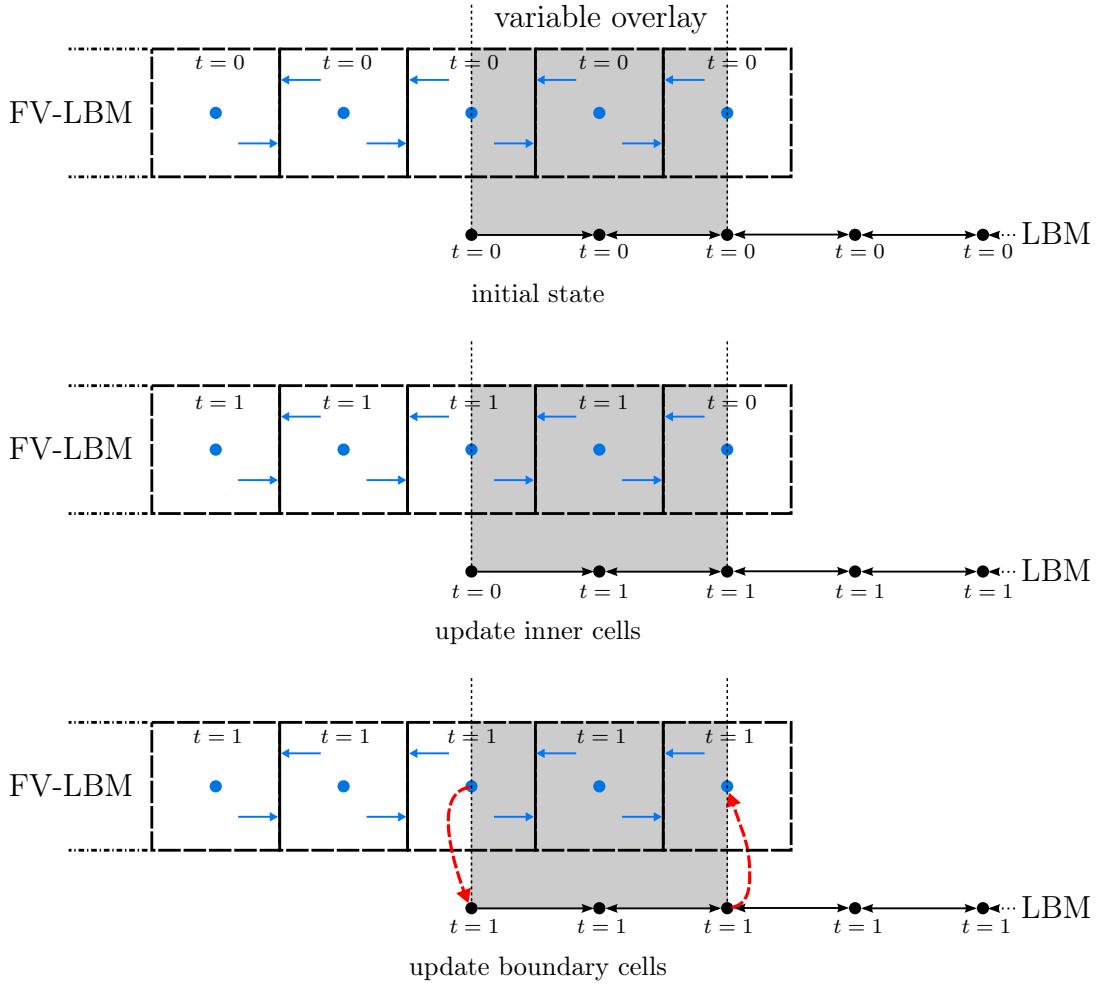 variable overlay
t = 0 t = 0 t = 0 t = 0 t = 0
FV-LBM
LBM
t = 0 t = 0 t = 0 t = 0 t = 0
initial state
t = 1 t = 1 t = 1 t = 1 t = 0
FV-LBM
LBM
t = 0 t = 1 t = 1 t = 1 t = 1
update inner cells
t = 1 t = 1 t = 1 t = 1 t = 1
FV-LBM
LBM
t = 1 t = 1 t = 1 t = 1 t = 1
update boundary cells